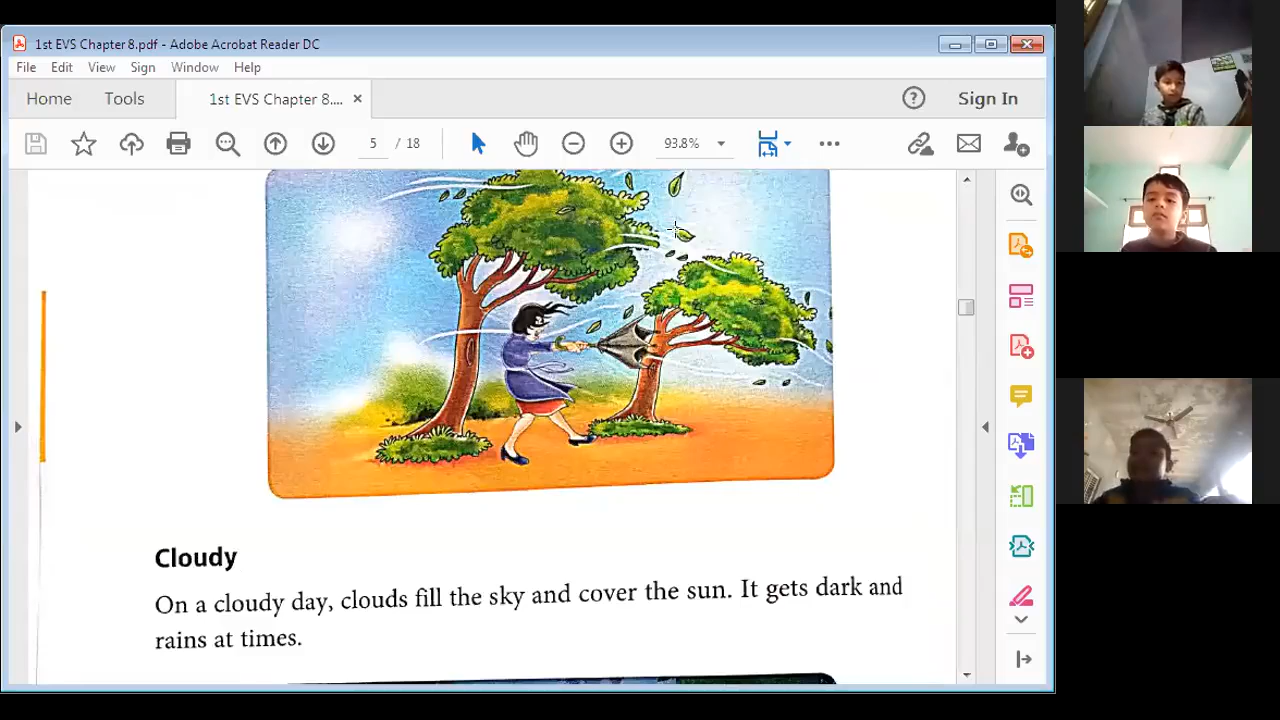 1st EVS Chapter 8.pdf - Adobe Acrobat Reader DC
File Edit View Sign Window Help
Home Tools 1st EVS Chapter 8.... Sign In
5 / 18 93.8%
Cloudy
On a cloudy day, clouds fill the sky and cover the sun. It gets dark and
rains at times.